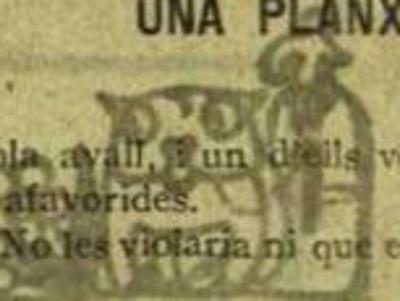 UNA PLANX
ola avall, i un d'ells v
afavorides.
No les violaria ni que e